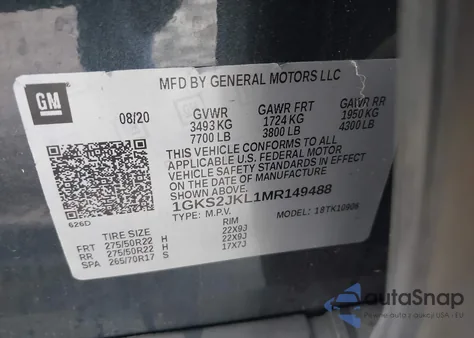 MFD BY GENERAL MOTORS LLC
GM
08/20 GVWR GAWR FRT GAWR RR
3493 KG 1724 KG 1950 KG
7700 LB 3800 LB 4300 LB
THIS VEHICLE CONFORMS TO ALL
APPLICABLE U.S. FEDERAL MOTOR
VEHICLE SAFETY STANDARDS IN EFFECT
ON THE DATE OF MANUFACTURE
SHOWN ABOVE.
1GKS2JKL1MR149488
TYPE: M.P.V. MODEL: 18TK10906
626D
TIRE SIZE RIM
FRT 275/50R22 H 22X9J
RR 275/50R22 H 22X9J
SPA 265/70R17 S 17X7J
autaSnap